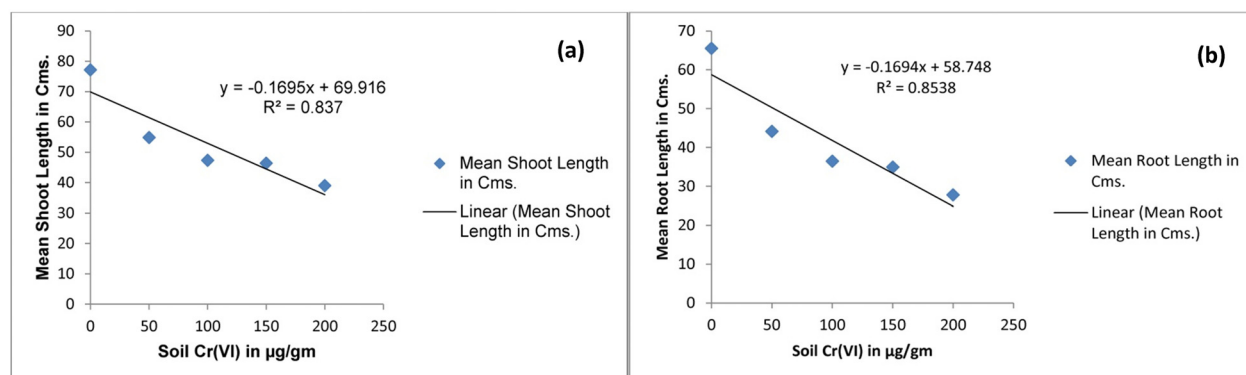 (a)
Mean Shoot Length in Cms.
90
80
70
60
50
40
30
20
10
0
y = -0.1695x + 69.916
R² = 0.837
0 50 100 150 200 250
Soil Cr(VI) in µg/gm
Mean Shoot Length
in Cms.
Linear (Mean Shoot
Length in Cms.)
(b)
Mean Root Length in Cms.
70
60
50
40
30
20
10
0
y = -0.1694x + 58.748
R² = 0.8538
0 50 100 150 200 250
Soil Cr(VI) in µg/gm
Mean Root Length in
Cms.
Linear (Mean Root
Length in Cms.)